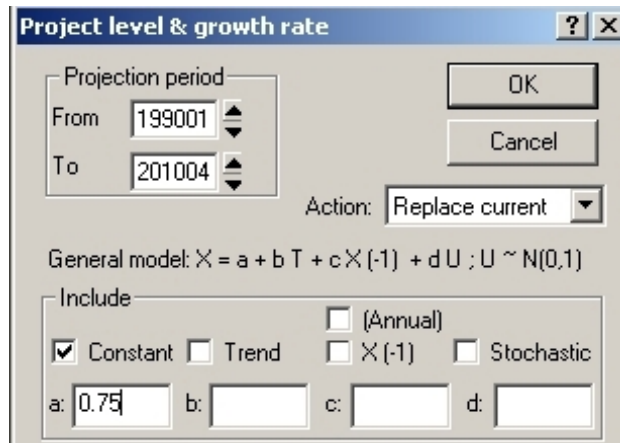 Project level & growth rate
Projection period
From 199001
To 201004
OK
Cancel
Action: Replace current
General model: X = a + b T + c X (-1) + d U ; U ~ N(0,1)
Include
(Annual)
Constant Trend X (-1) Stochastic
a: 0.75 b: c: d: